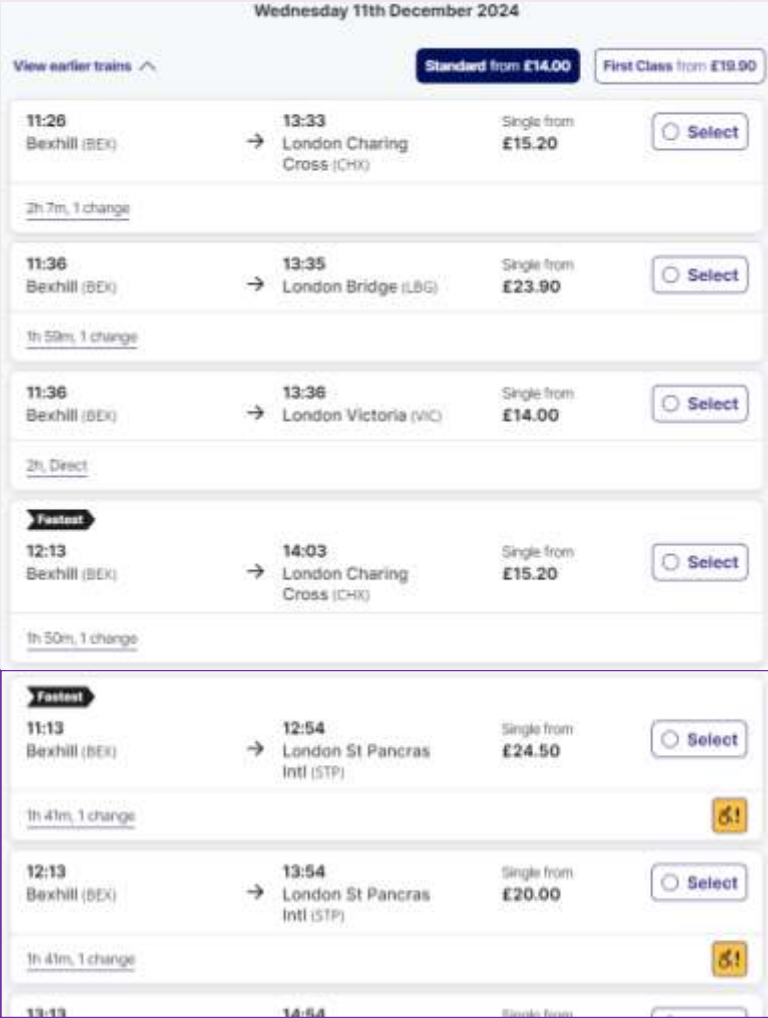 Wednesday 11th December 2024
View earlier trains
Standard from £14.00
First Class from £19.90
11:26
Bexhill (BEX)
→
13:33
London Charing
Cross (CHX)
Single from
£15.20
Select
2h 7m, 1 change
11:36
Bexhill (BEX)
→
13:35
London Bridge (LBG)
Single from
£23.90
Select
1h 59m, 1 change
11:36
Bexhill (BEX)
→
13:36
London Victoria (VIC)
Single from
£14.00
Select
2h, Direct
Fastest
12:13
Bexhill (BEX)
→
14:03
London Charing
Cross (CHX)
Single from
£15.20
Select
1h 50m, 1 change
Fastest
11:13
Bexhill (BEX)
→
12:54
London St Pancras
Intl (STP)
Single from
£24.50
Select
1h 41m, 1 change
!
12:13
Bexhill (BEX)
→
13:54
London St Pancras
Intl (STP)
Single from
£20.00
Select
1h 41m, 1 change
!
13:13
14:54
Single from